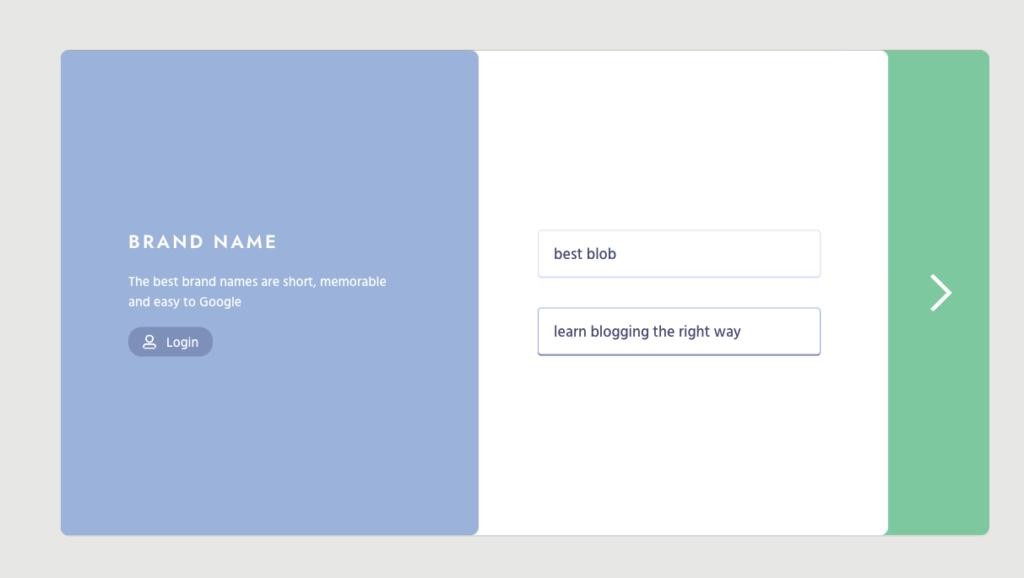 BRAND NAME
The best brand names are short, memorable
and easy to Google
Login
best blob
learn blogging the right way